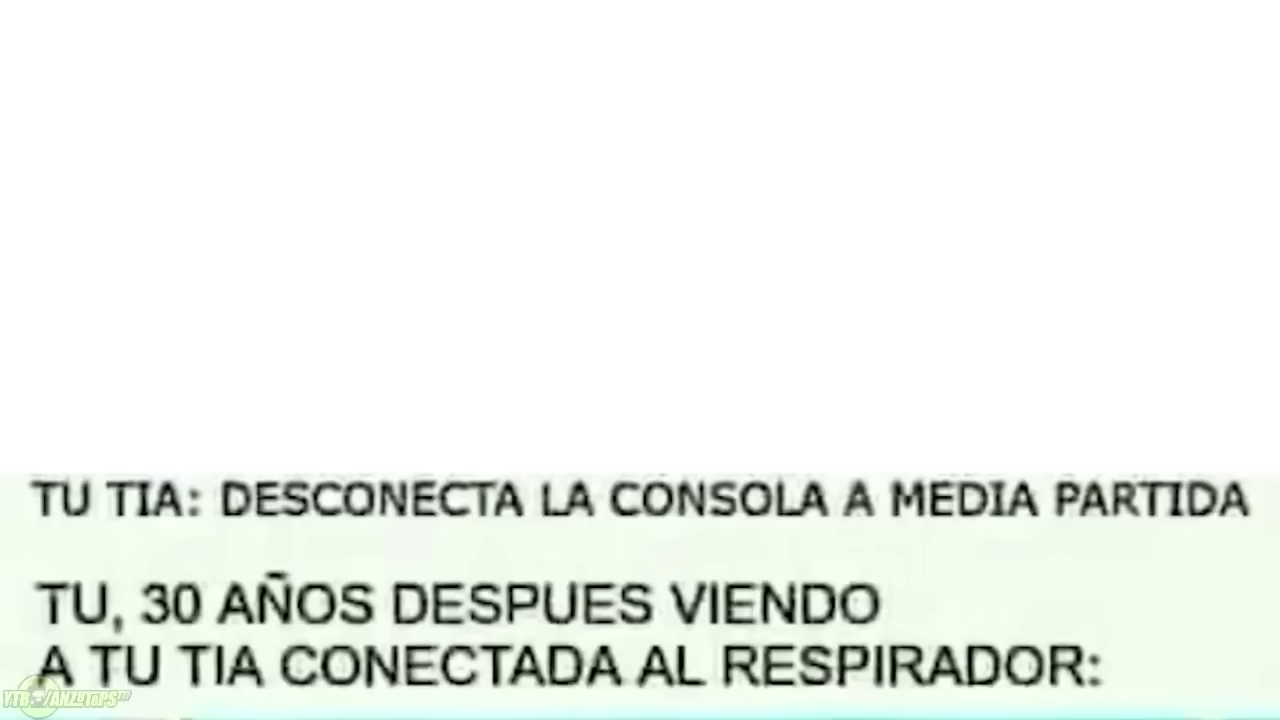 TU TIA: DESCONECTA LA CONSOLA A MEDIA PARTIDA
TU, 30 AÑOS DESPUES VIENDO
A TU TIA CONECTADA AL RESPIRADOR: